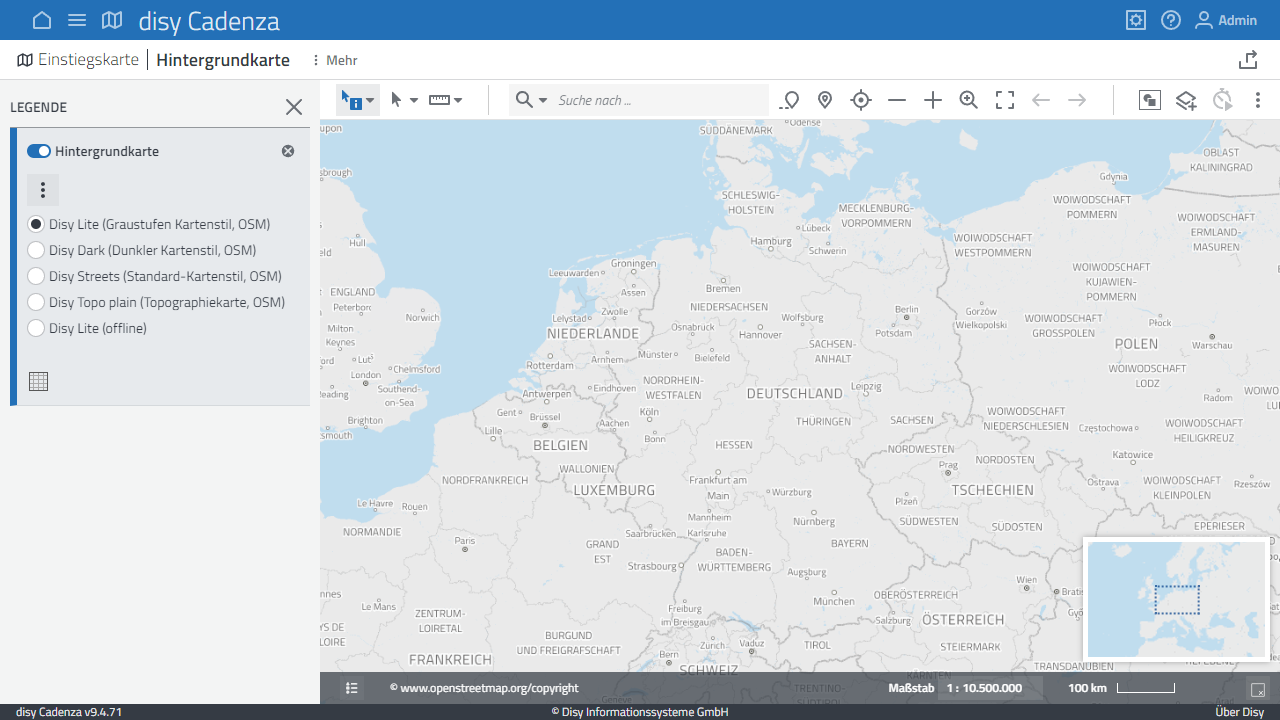 disy Cadenza
Admin
Einstiegskarte
Hintergrundkarte
Mehr
LEGENDE
Hintergrundkarte
Disy Lite (Graustufen Kartenstil, OSM)
Disy Dark (Dunkler Kartenstil, OSM)
Disy Streets (Standard-Kartenstil, OSM)
Disy Topo plain (Topographiekarte, OSM)
Disy Lite (offline)
Suche nach ...
SÜDDÄNEMARK
Odense
OBLAST
KALININGRAD
Gdynia
SCHLESWIG-
HOLSTEIN
MECKLENBURG-
VORPOMMERN
WOIWODSCHAFT
POMMERN
WOIWODSCHAFT
ERMLAND-
MASUREN
Lübeck
Hamburg
Schwerin
WOIWODSCHAFT
WESTPOMMERN
Hull
Groningen
Leeuwarden
Assen
WOIWODSCHAFT
KUJAWIEN-
POMMERN
ENGLAND
Peterbor
Norwich
Milton
Keynes
Bremen
NIEDERSACHSEN
Zwolle
Lelystad
NIEDERLANDE
Osnabrück
Wolfsburg
Hannover
Berlin
Potsdam
Gorzów
Wielkopolski
WOIWODSCHAFT
GROSSPOLEN
Płock
POLEN
Warschau
Lut
Chelmsford
London
Southend-
on-Sea
eading
Rotterdam
Arnhem
Münster
Bielefeld
SACHSEN-
ANHALT
WOIWODSCHAFT
LODZ
Eindhoven
Antwerpen
NORDRHEIN-
WESTFALEN
DEUTSCHLAND
Leipzig
Radom
Brighton
smouth
Gent
Brüssel
Lille
Aachen
Köln
Bonn
THÜRINGEN
SACHSEN
WOIWODSCHAFT
NIEDERSCHLESIEN
Częstochowa
WOIWODSCHAFT
HEILIGKREUZ
BELGIEN
HESSEN
NORDWESTEN
NORDOSTEN
Prag
Katowice
WALLONIEN
LUXEMBURG
NORDFRANKREICH
Frankfurt am
Main
Würzburg
TSCHECHIEN
Ostrava
WOIWODSCHAFT
KLEINPOLEN
Rzeszów
Le Havre
Rouen
NORMANDIE
Plzeň
SÜDWESTEN
SÜDOSTEN
EPERIESER
Mannheim
Karlsruhe
Saarbrücken
Nürnberg
Paris
GRAND
EST
Strasbourg
BADEN-
WÜRTTEMBERG
BAYERN
Augsburg
München
Wien
Bratis
OBERÖSTERREICH
Salzburg
ÖSTERREICH
Le Mans
ZENTRUM-
LOIRETAL
Freiburg
im Breisgau
BURGUND
UND FREIGRAFSCHAFT
Zürich
Vaduz
Bern
SCHWEIZ
TIROL
STEIERMARK
FRANKREICH
TRANSDANUBIEN
© www.openstreetmap.org/copyright
Maßstab
1 : 10.500.000
100 km
disy Cadenza v9.4.71
© Disy Informationssysteme GmbH
Über Disy